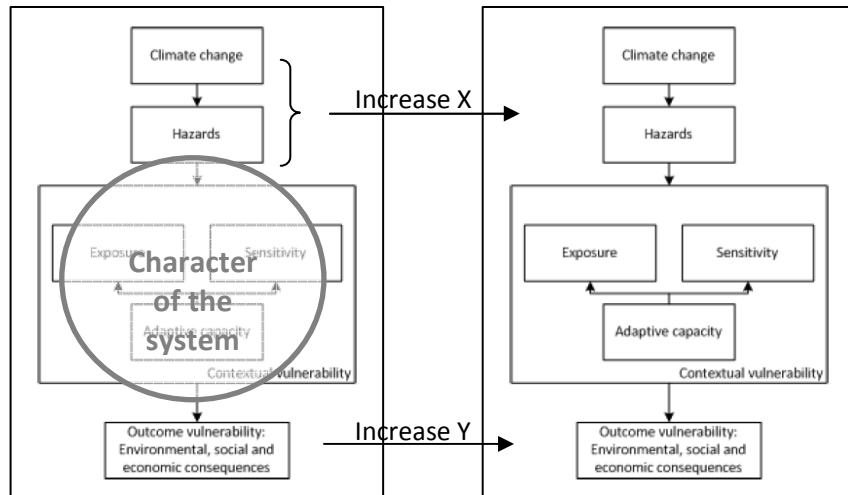 Climate change
Hazards
Exposure
Sensitivity
Character
of the
system
Adaptive capacity
Contextual vulnerability
Outcome vulnerability:
Environmental, social and
economic consequences
Increase X
Increase Y
Climate change
Hazards
Exposure
Sensitivity
Adaptive capacity
Contextual vulnerability
Outcome vulnerability:
Environmental, social and
economic consequences